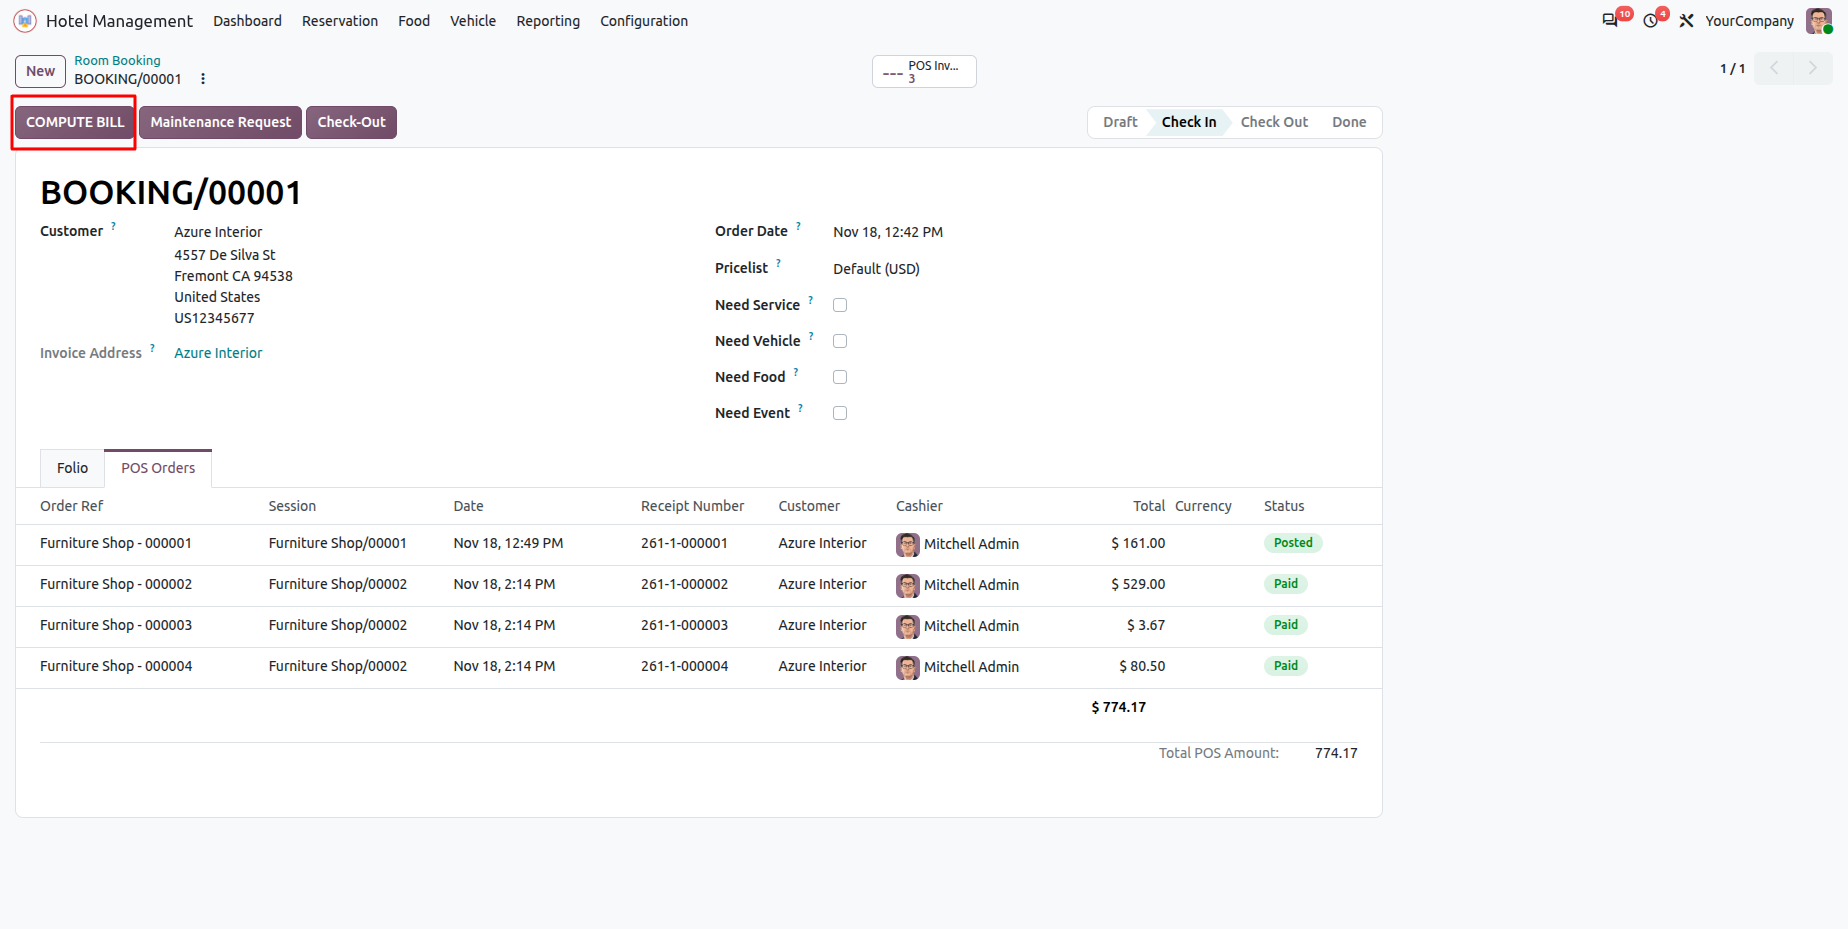 Hotel Management Dashboard Reservation Food Vehicle Reporting Configuration 10 4 YourCompany
New Room Booking
BOOKING/00001
POS Inv...
3
1 / 1
COMPUTE BILL Maintenance Request Check-Out Draft Check In Check Out Done
BOOKING/00001
Customer ? Azure Interior
4557 De Silva St
Fremont CA 94538
United States
US12345677
Invoice Address ? Azure Interior
Order Date ? Nov 18, 12:42 PM
Pricelist ? Default (USD)
Need Service ?
Need Vehicle ?
Need Food ?
Need Event ?
Folio POS Orders
Order Ref Session Date Receipt Number Customer Cashier Total Currency Status
Furniture Shop - 000001 Furniture Shop/00001 Nov 18, 12:49 PM 261-1-000001 Azure Interior Mitchell Admin $ 161.00 Posted
Furniture Shop - 000002 Furniture Shop/00002 Nov 18, 2:14 PM 261-1-000002 Azure Interior Mitchell Admin $ 529.00 Paid
Furniture Shop - 000003 Furniture Shop/00002 Nov 18, 2:14 PM 261-1-000003 Azure Interior Mitchell Admin $ 3.67 Paid
Furniture Shop - 000004 Furniture Shop/00002 Nov 18, 2:14 PM 261-1-000004 Azure Interior Mitchell Admin $ 80.50 Paid
$ 774.17
Total POS Amount: 774.17